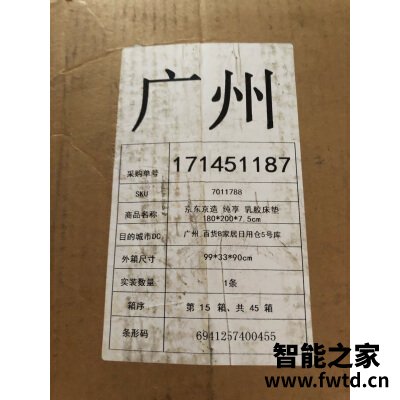 广州
采购单号 171451187
SKU 7011788
商品名称 京东京造 纯享 乳胶床垫
180*200*7.5cm
目的城市DC 广州 百货B家居日用仓5号库
外箱尺寸 99*33*90cm
实装数量 1条
箱序 第 15 箱、共 45 箱
条形码 6941257400455
智能之家
www.fwtd.cn